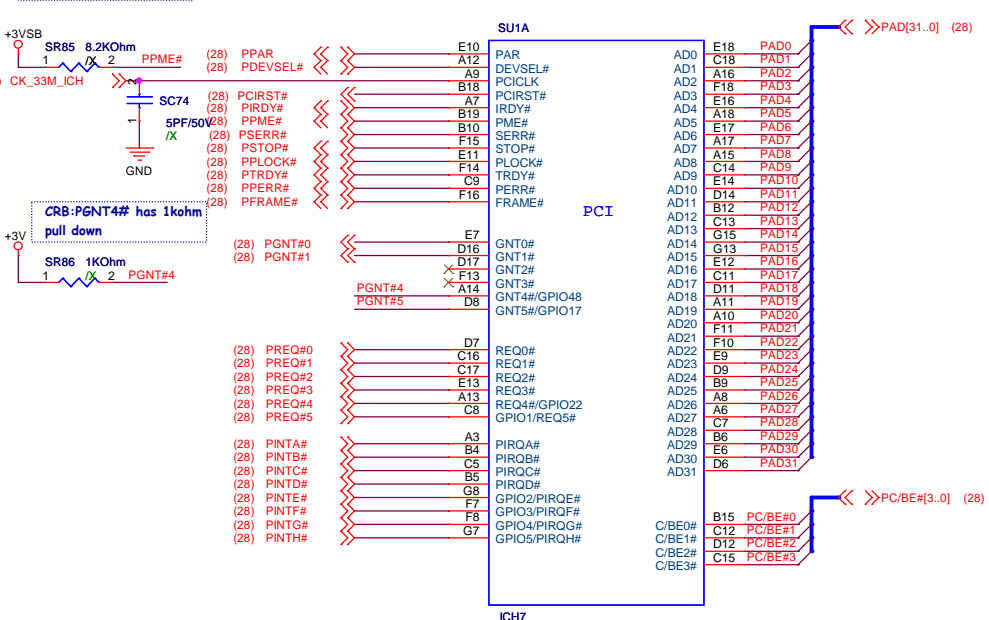 SU1A
+3VSB
SR85 8.2KOhm
1 /X 2 PPME#
CK_33M_ICH
2
SC74
1
5PF/50V
/X
GND
CRB:PGNT4# has 1kohm
pull down
+3V
SR86 1KOhm
1 /X 2 PGNT#4
(28) PPAR E10 PAR
(28) PDEVSEL# A12 DEVSEL#
A9 PCICLK
(28) PCIRST# B18 PCIRST#
(28) PIRDY# A7 IRDY#
(28) PPME# B19 PME#
(28) PSERR# B10 SERR#
(28) PSTOP# F15 STOP#
(28) PPLOCK# E11 PLOCK#
(28) PTRDY# F14 TRDY#
(28) PPERR# C9 PERR#
(28) PFRAME# F16 FRAME#
(28) PGNT#0 E7 GNT0#
(28) PGNT#1 D16 GNT1#
D17 GNT2#
F13 GNT3#
PGNT#4 A14 GNT4#/GPIO48
PGNT#5 D8 GNT5#/GPIO17
(28) PREQ#0 D7 REQ0#
(28) PREQ#1 C16 REQ1#
(28) PREQ#2 C17 REQ2#
(28) PREQ#3 E13 REQ3#
(28) PREQ#4 A13 REQ4#/GPIO22
(28) PREQ#5 C8 GPIO1/REQ5#
(28) PINTA# A3 PIRQA#
(28) PINTB# B4 PIRQB#
(28) PINTC# C5 PIRQC#
(28) PINTD# B5 PIRQD#
(28) PINTE# G8 GPIO2/PIRQE#
(28) PINTF# F7 GPIO3/PIRQF#
(28) PINTG# F8 GPIO4/PIRQG#
(28) PINTH# G7 GPIO5/PIRQH#
PCI
AD0 E18 PAD0
AD1 C18 PAD1
AD2 A16 PAD2
AD3 F18 PAD3
AD4 E16 PAD4
AD5 A18 PAD5
AD6 E17 PAD6
AD7 A17 PAD7
AD8 A15 PAD8
AD9 C14 PAD9
AD10 E14 PAD10
AD11 D14 PAD11
AD12 B12 PAD12
AD13 C13 PAD13
AD14 G15 PAD14
AD15 G13 PAD15
AD16 E12 PAD16
AD17 C11 PAD17
AD18 D11 PAD18
AD19 A11 PAD19
AD20 A10 PAD20
AD21 F11 PAD21
AD22 F10 PAD22
AD23 E9 PAD23
AD24 D9 PAD24
AD25 B9 PAD25
AD26 A8 PAD26
AD27 A6 PAD27
AD28 C7 PAD28
AD29 B6 PAD29
AD30 E6 PAD30
AD31 D6 PAD31
PAD[31..0] (28)
C/BE0# B15 PC/BE#0
C/BE1# C12 PC/BE#1
C/BE2# D12 PC/BE#2
C/BE3# C15 PC/BE#3
PC/BE#[3..0] (28)
ICH7